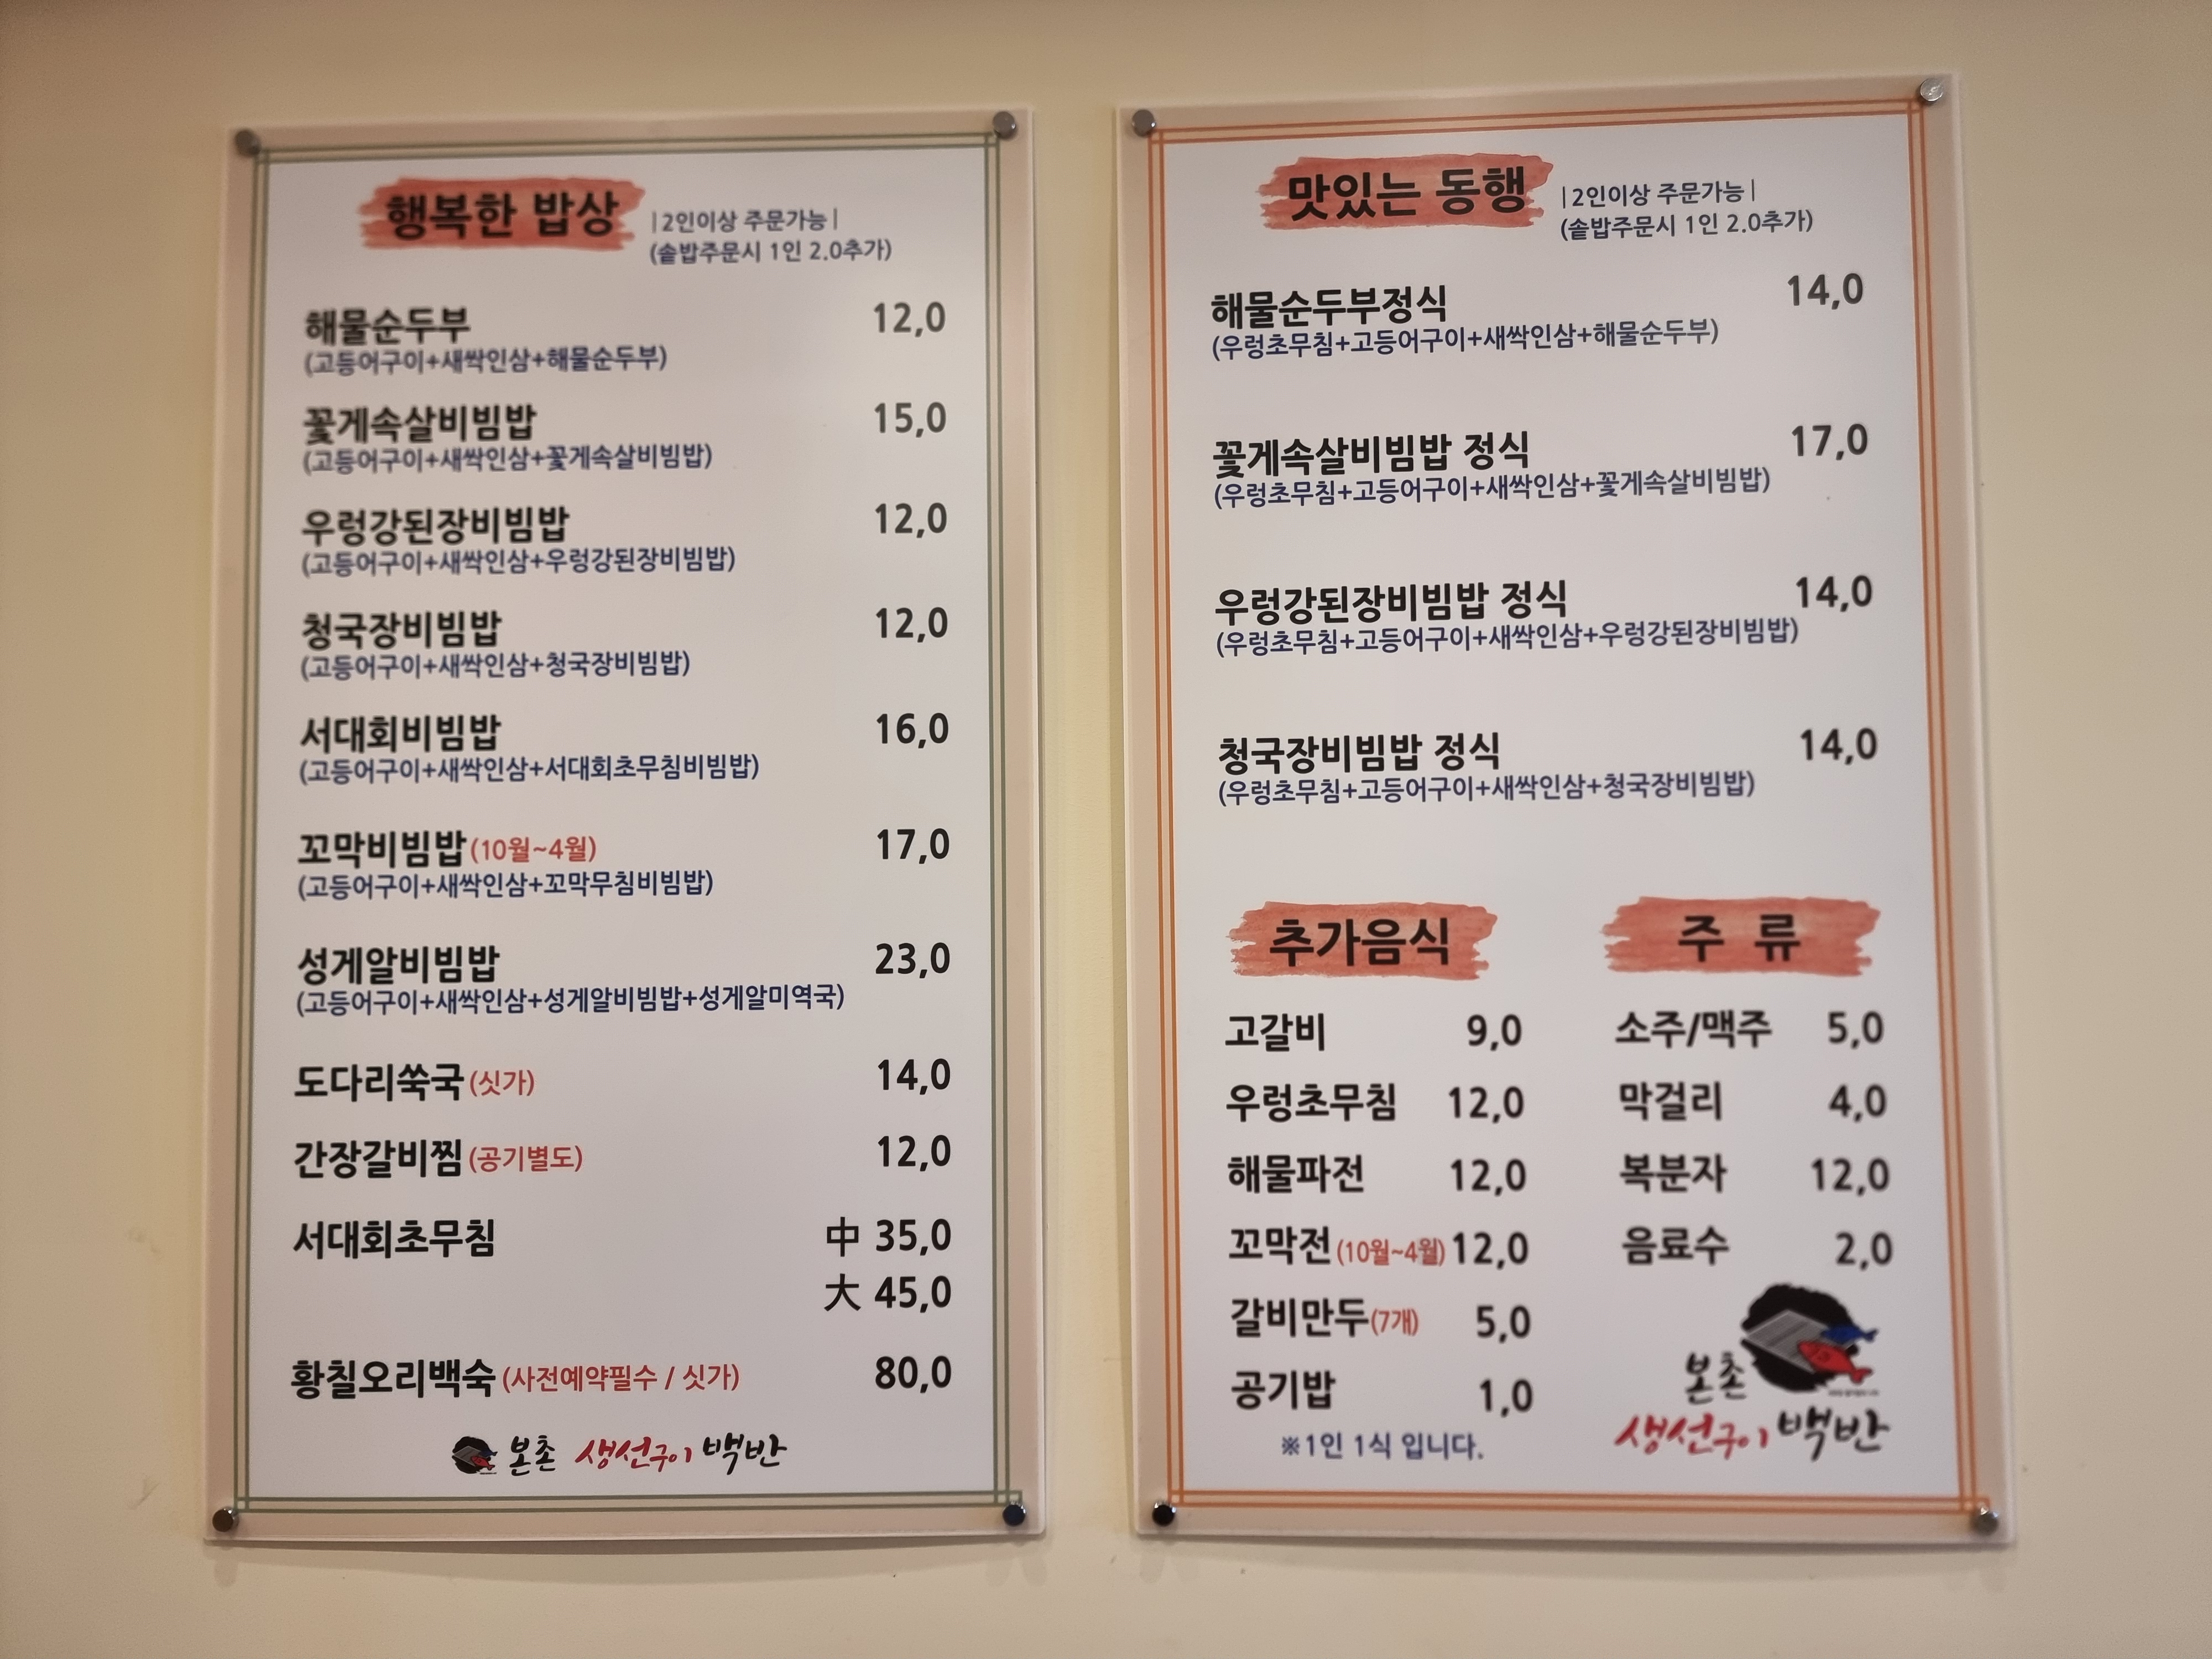 행복한 밥상
|2인이상 주문가능|
(솥밥주문시 1인 2.0추가)
해물순두부 12,0
(고등어구이+새싹인삼+해물순두부)
꽃게속살비빔밥 15,0
(고등어구이+새싹인삼+꽃게속살비빔밥)
우렁강된장비빔밥 12,0
(고등어구이+새싹인삼+우렁강된장비빔밥)
청국장비빔밥 12,0
(고등어구이+새싹인삼+청국장비빔밥)
서대회비빔밥 16,0
(고등어구이+새싹인삼+서대회초무침비빔밥)
꼬막비빔밥(10월~4월) 17,0
(고등어구이+새싹인삼+꼬막무침비빔밥)
성게알비빔밥 23,0
(고등어구이+새싹인삼+성게알비빔밥+성게알미역국)
도다리쑥국(싯가) 14,0
간장갈비찜(공기별도) 12,0
서대회초무침 中 35,0
大 45,0
황칠오리백숙(사전예약필수 / 싯가) 80,0
본촌 생선구이 백반
맛있는 동행
|2인이상 주문가능|
(솥밥주문시 1인 2.0추가)
해물순두부정식 14,0
(우렁초무침+고등어구이+새싹인삼+해물순두부)
꽃게속살비빔밥 정식 17,0
(우렁초무침+고등어구이+새싹인삼+꽃게속살비빔밥)
우렁강된장비빔밥 정식 14,0
(우렁초무침+고등어구이+새싹인삼+우렁강된장비빔밥)
청국장비빔밥 정식 14,0
(우렁초무침+고등어구이+새싹인삼+청국장비빔밥)
추가음식
고갈비 9,0
우렁초무침 12,0
해물파전 12,0
꼬막전(10월~4월) 12,0
갈비만두(7개) 5,0
공기밥 1,0
※1인 1식 입니다.
주 류
소주/맥주 5,0
막걸리 4,0
복분자 12,0
음료수 2,0
본촌
생선구이 백반